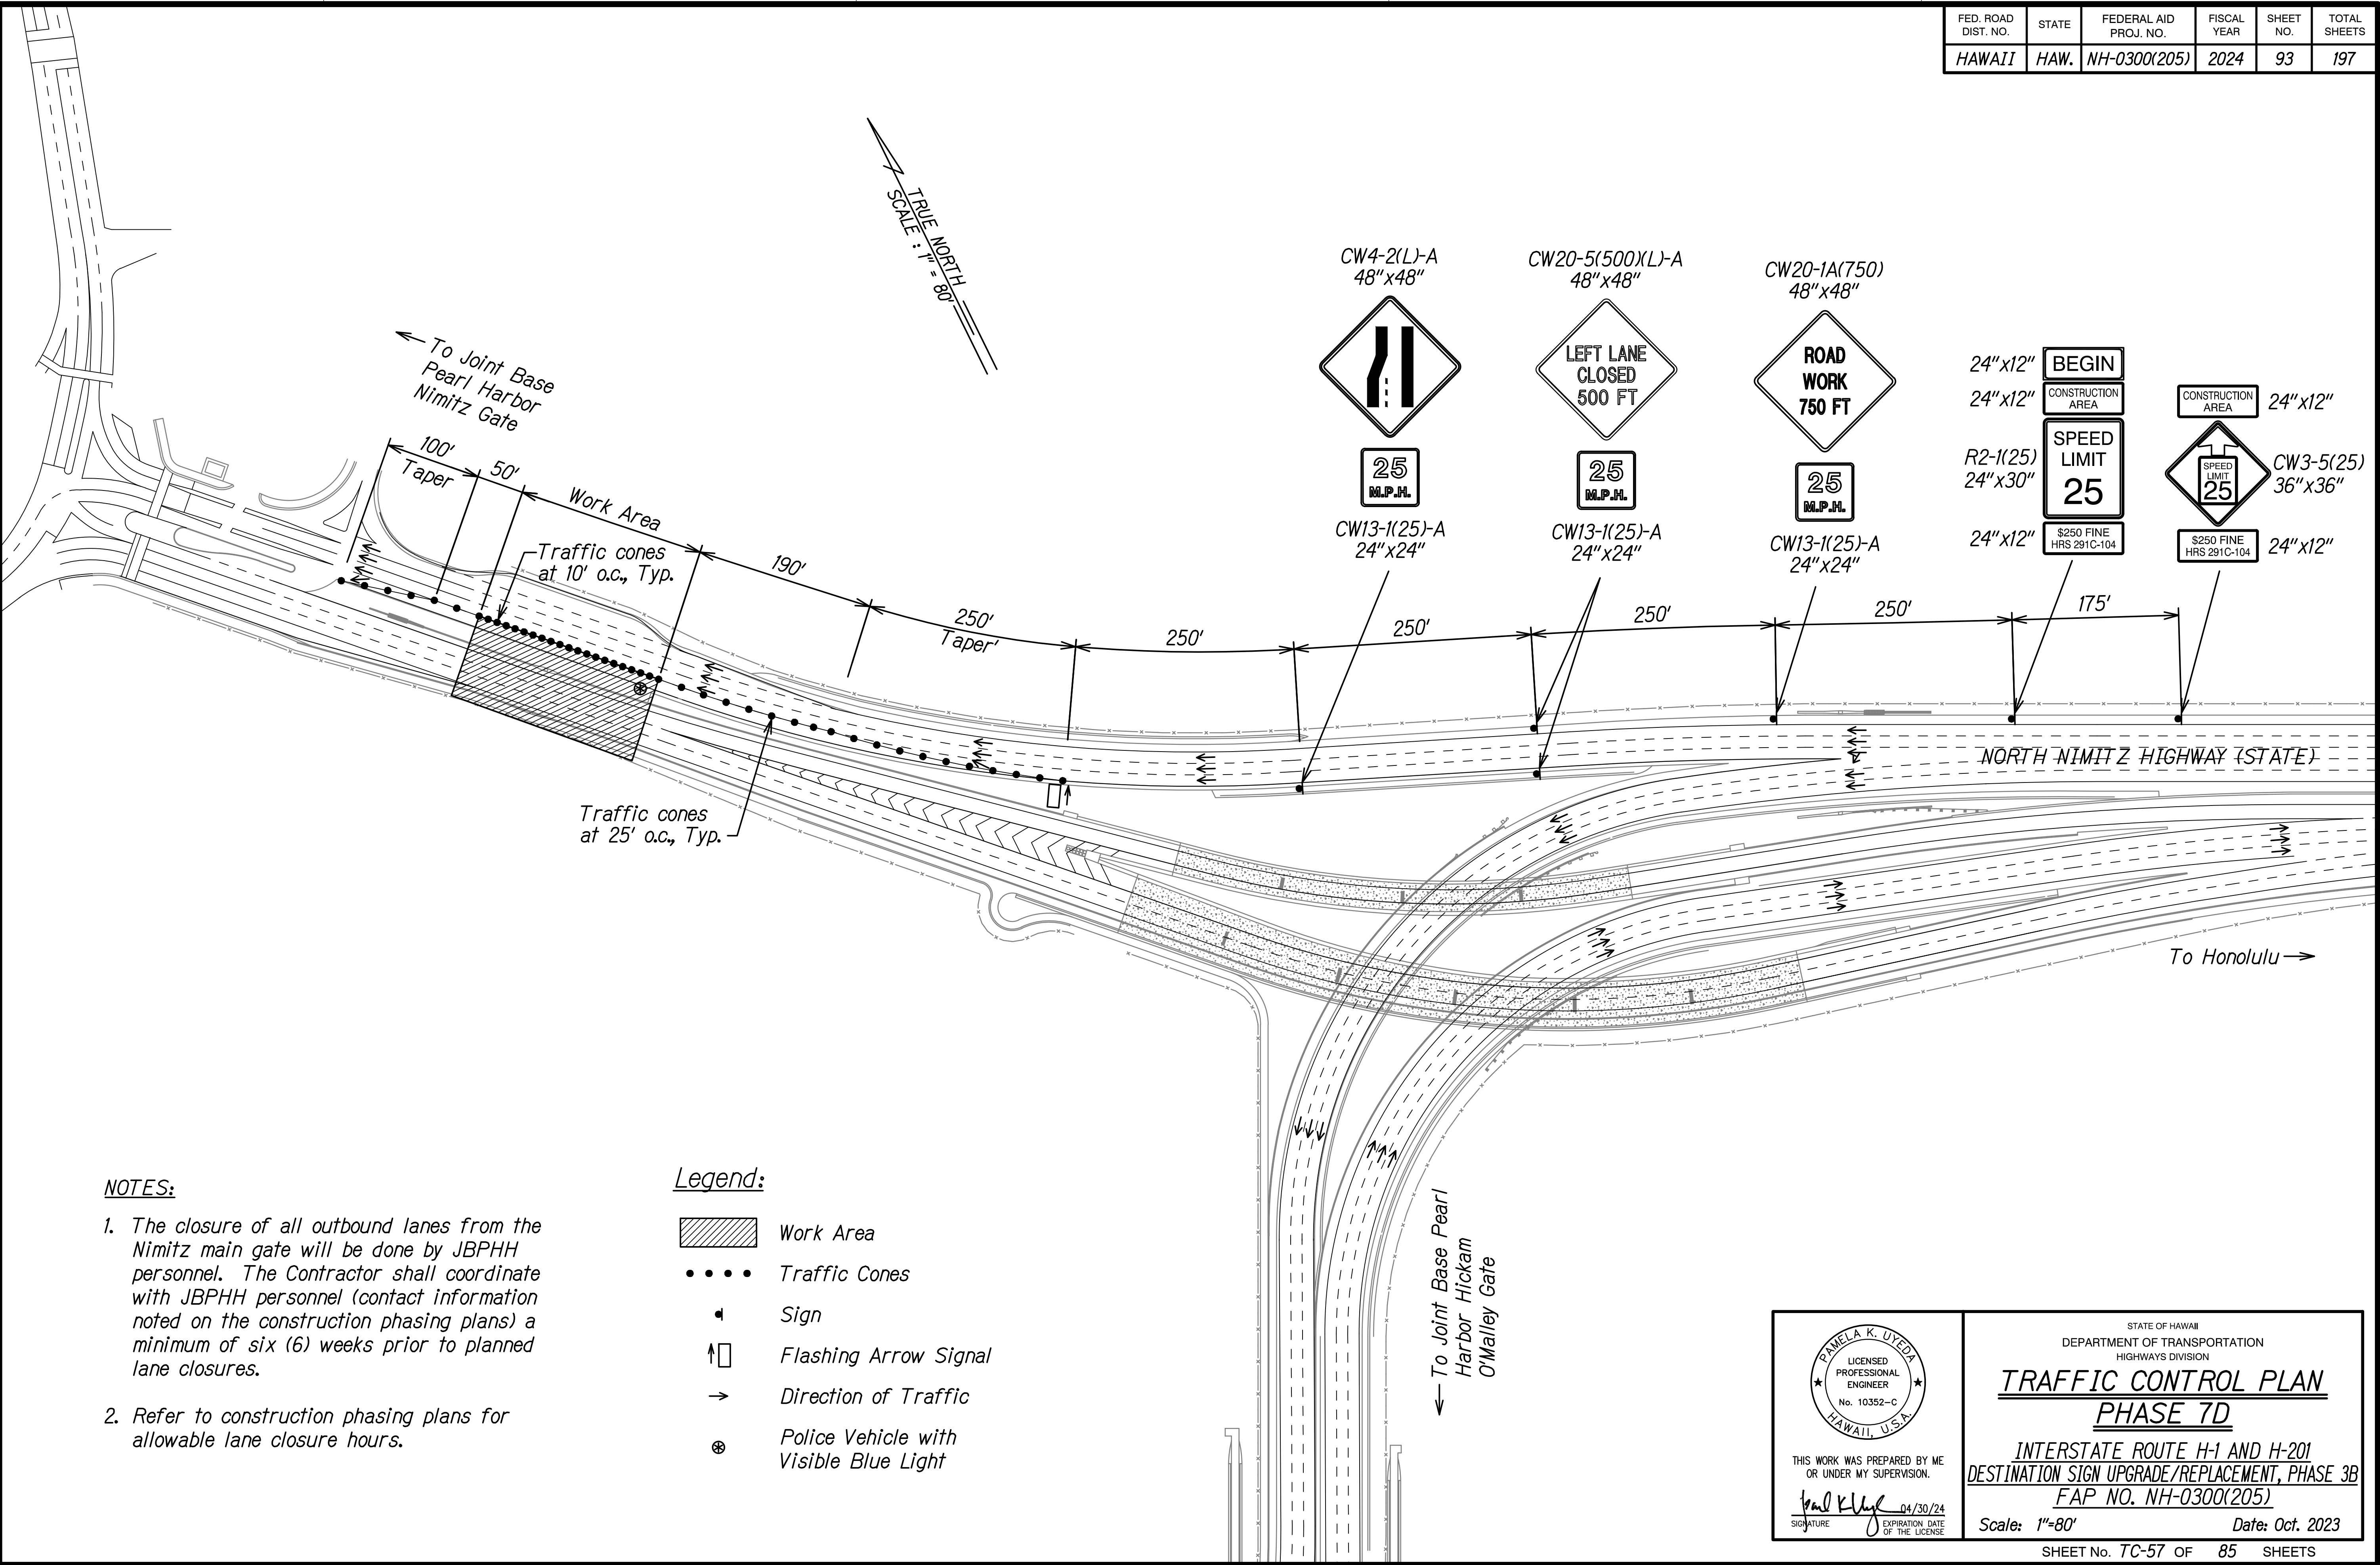 FED. ROAD DIST. NO.
STATE
FEDERAL AID PROJ. NO.
FISCAL YEAR
SHEET NO.
TOTAL SHEETS
HAWAII
HAW.
NH-0300(205)
2024
93
197
TRUE NORTH
SCALE : 1" = 80'
To Joint Base
Pearl Harbor
Nimitz Gate
100'
Taper
50'
Work Area
Traffic cones
at 10' o.c., Typ.
190'
250'
Taper'
250'
250'
250'
250'
175'
CW4-2(L)-A
48"x48"
25
M.P.H.
CW13-1(25)-A
24"x24"
CW20-5(500)(L)-A
48"x48"
LEFT LANE
CLOSED
500 FT
25
M.P.H.
CW13-1(25)-A
24"x24"
CW20-1A(750)
48"x48"
ROAD
WORK
750 FT
25
M.P.H.
CW13-1(25)-A
24"x24"
24"x12"
BEGIN
24"x12"
CONSTRUCTION
AREA
R2-1(25)
24"x30"
SPEED
LIMIT
25
24"x12"
$250 FINE
HRS 291C-104
CONSTRUCTION
AREA
24"x12"
SPEED
LIMIT
25
CW3-5(25)
36"x36"
$250 FINE
HRS 291C-104
24"x12"
NORTH NIMITZ HIGHWAY (STATE)
Traffic cones
at 25' o.c., Typ.
To Honolulu
To Joint Base Pearl
Harbor Hickam
O'Malley Gate
NOTES:
1. The closure of all outbound lanes from the
Nimitz main gate will be done by JBPHH
personnel. The Contractor shall coordinate
with JBPHH personnel (contact information
noted on the construction phasing plans) a
minimum of six (6) weeks prior to planned
lane closures.
2. Refer to construction phasing plans for
allowable lane closure hours.
Legend:
Work Area
Traffic Cones
Sign
Flashing Arrow Signal
Direction of Traffic
Police Vehicle with
Visible Blue Light
PAMELA K. UYEDA
LICENSED
PROFESSIONAL
ENGINEER
No. 10352-C
HAWAII, U.S.A.
THIS WORK WAS PREPARED BY ME
OR UNDER MY SUPERVISION.
04/30/24
SIGNATURE
EXPIRATION DATE
OF THE LICENSE
STATE OF HAWAII
DEPARTMENT OF TRANSPORTATION
HIGHWAYS DIVISION
TRAFFIC CONTROL PLAN
PHASE 7D
INTERSTATE ROUTE H-1 AND H-201
DESTINATION SIGN UPGRADE/REPLACEMENT, PHASE 3B
FAP NO. NH-0300(205)
Scale: 1"=80'
Date: Oct. 2023
SHEET No. TC-57 OF 85 SHEETS